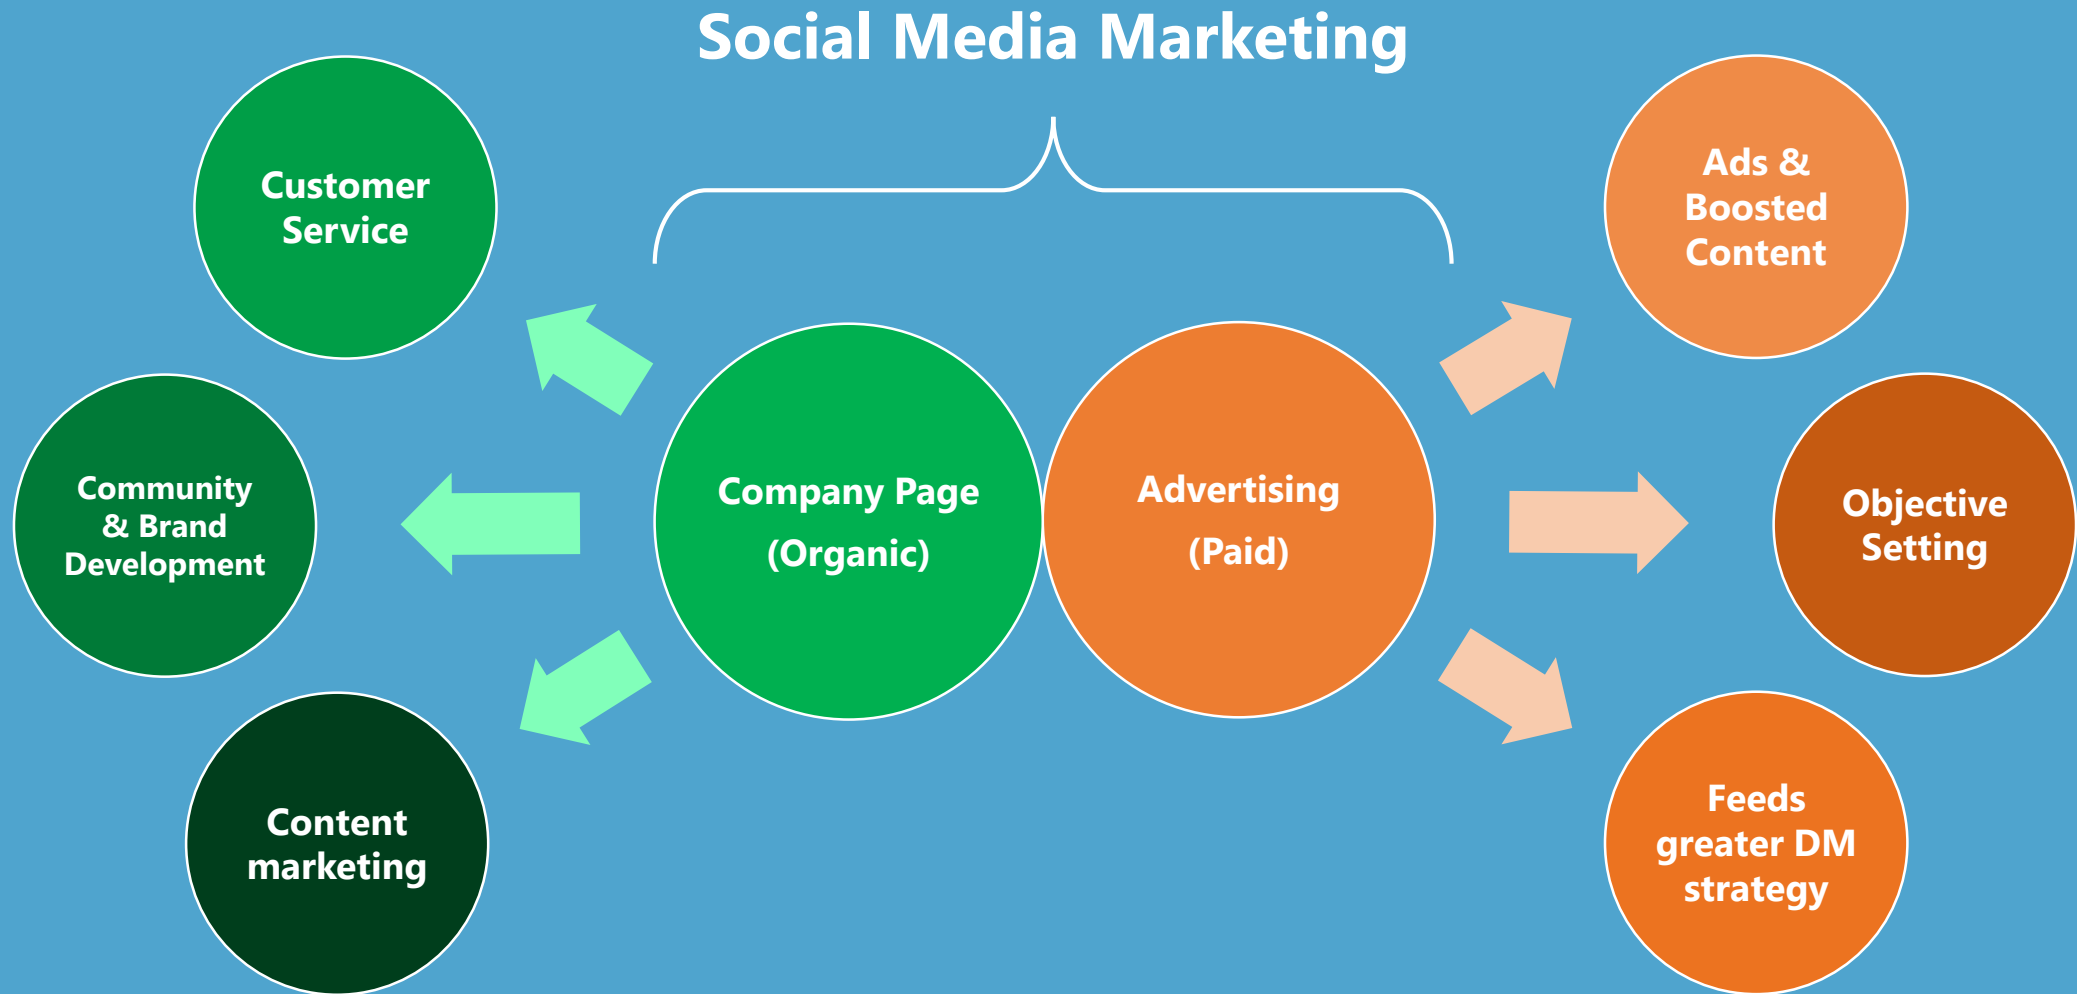 Social Media Marketing
Customer
Service
Community
& Brand
Development
Content
marketing
Company Page
(Organic)
Advertising
(Paid)
Ads &
Boosted
Content
Objective
Setting
Feeds
greater DM
strategy